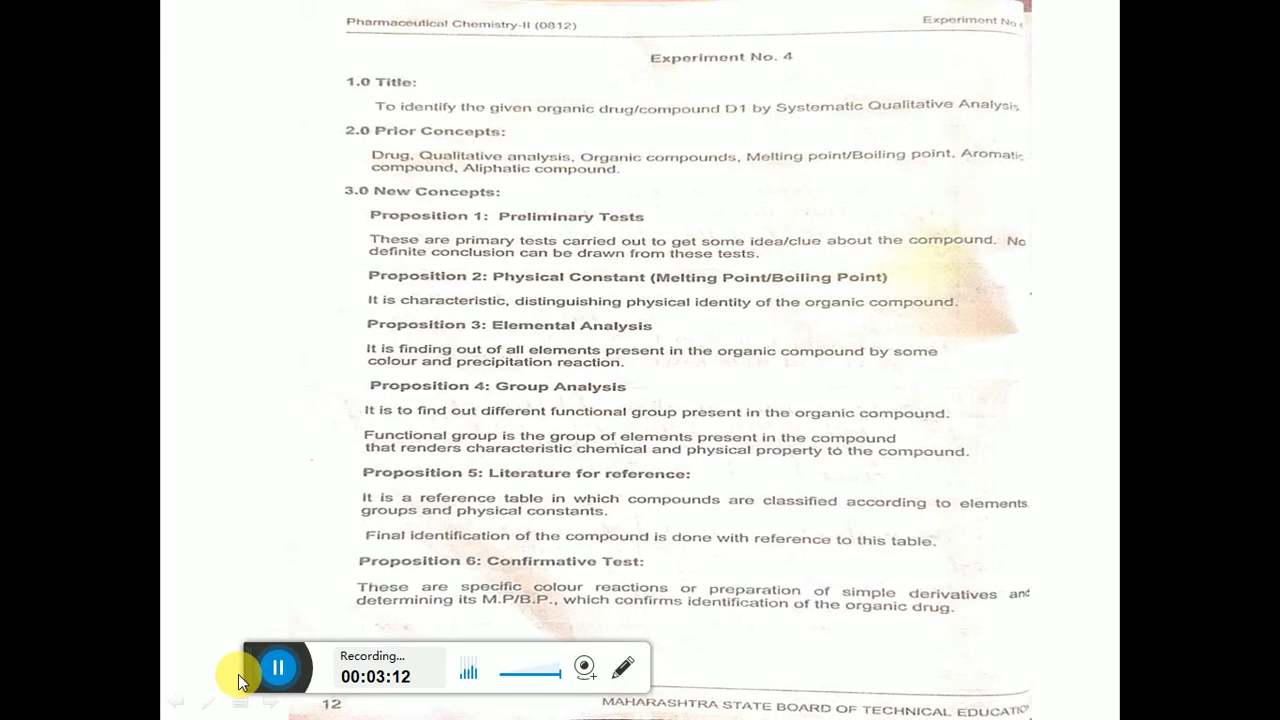 Pharmaceutical Chemistry-II (0812) Experiment No
Experiment No. 4
1.0 Title:
To identify the given organic drug/compound D1 by Systematic Qualitative Analysis
2.0 Prior Concepts:
Drug, Qualitative analysis, Organic compounds, Melting point/Boiling point, Aromatic
compound, Aliphatic compound.
3.0 New Concepts:
Proposition 1: Preliminary Tests
These are primary tests carried out to get some idea/clue about the compound. No
definite conclusion can be drawn from these tests.
Proposition 2: Physical Constant (Melting Point/Boiling Point)
It is characteristic, distinguishing physical identity of the organic compound.
Proposition 3: Elemental Analysis
It is finding out of all elements present in the organic compound by some
colour and precipitation reaction.
Proposition 4: Group Analysis
It is to find out different functional group present in the organic compound.
Functional group is the group of elements present in the compound
that renders characteristic chemical and physical property to the compound.
Proposition 5: Literature for reference:
It is a reference table in which compounds are classified according to elements
groups and physical constants.
Final identification of the compound is done with reference to this table.
Proposition 6: Confirmative Test:
These are specific colour reactions or preparation of simple derivatives and
determining its M.P/B.P., which confirms identification of the organic drug.
Recording...
00:03:12
12 MAHARASHTRA STATE BOARD OF TECHNICAL EDUCATIO